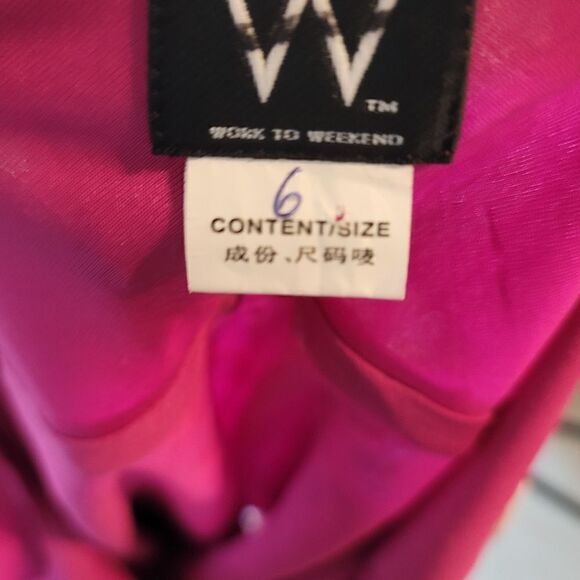 W
TM
WORK TO WEEKEND
6
CONTENT/SIZE
成份、尺码唛